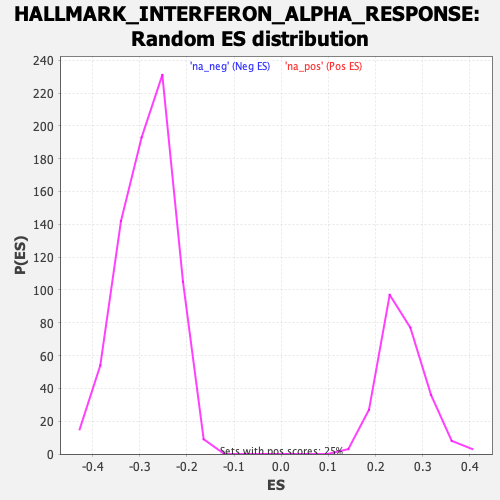 HALLMARK_INTERFERON_ALPHA_RESPONSE:
Random ES distribution
'na_neg' (Neg ES) 'na_pos' (Pos ES)
240
220
200
180
160
140
120
100
80
60
40
20
0
P(ES)
Sets with pos scores: 25%
-0.4 -0.3 -0.2 -0.1 0.0 0.1 0.2 0.3 0.4
ES